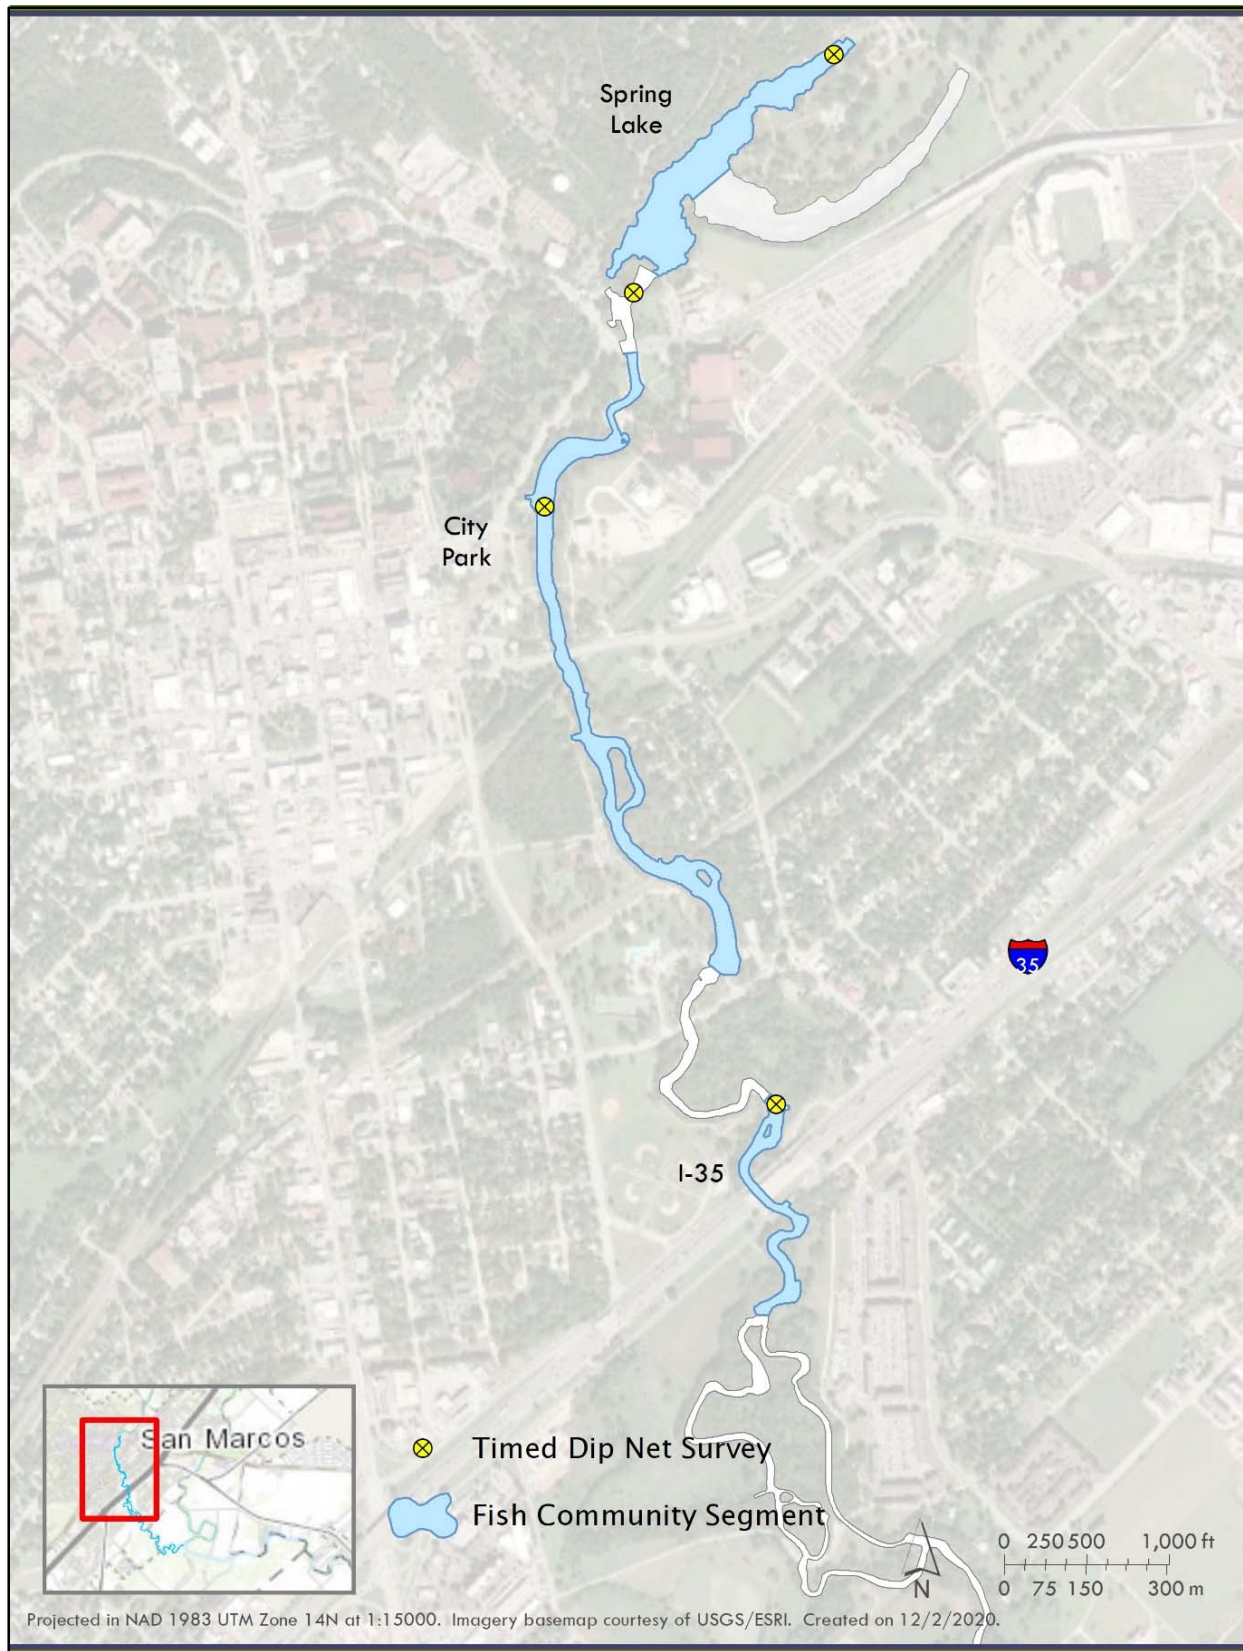 Spring
Lake
City
Park
35
I-35
San Marcos
Timed Dip Net Survey
Fish Community Segment
0 250 500 1,000 ft
0 75 150 300 m
N
Projected in NAD 1983 UTM Zone 14N at 1:15000. Imagery basemap courtesy of USGS/ESRI. Created on 12/2/2020.